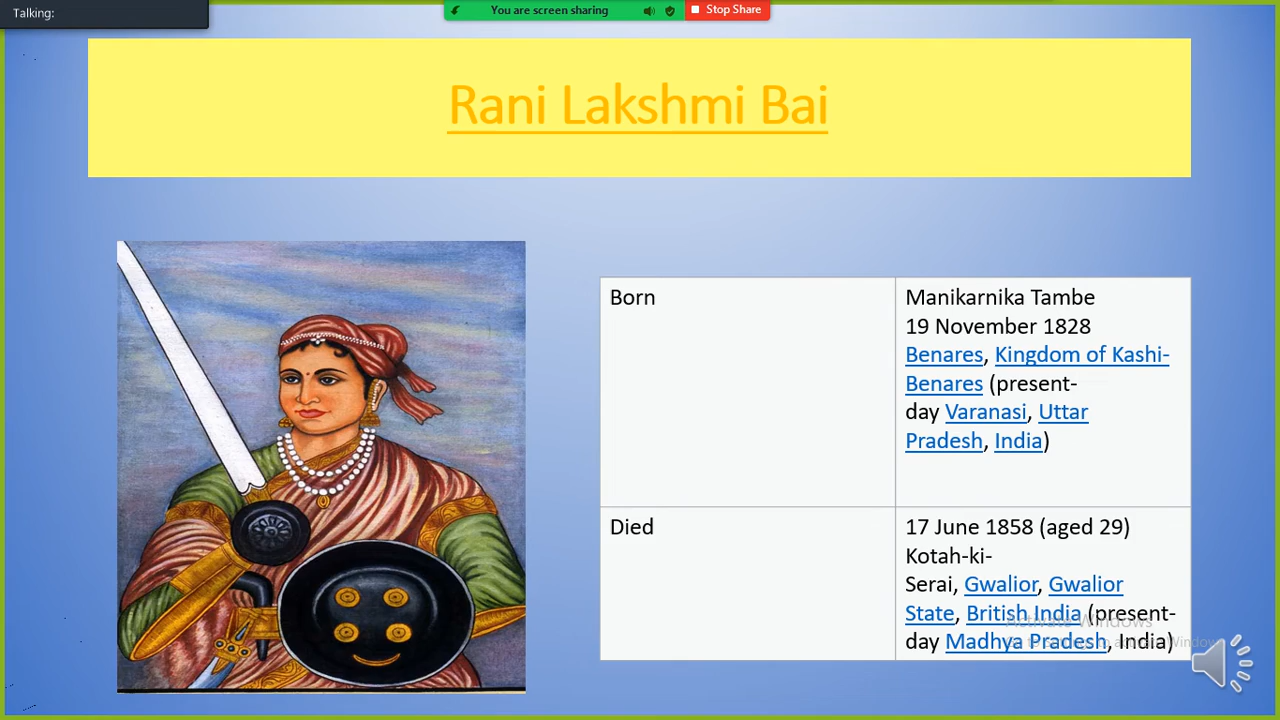 Talking:
You are screen sharing
Stop Share
Rani Lakshmi Bai
Born
Manikarnika Tambe
19 November 1828
Benares, Kingdom of Kashi-
Benares (present-
day Varanasi, Uttar
Pradesh, India)
Died
17 June 1858 (aged 29)
Kotah-ki-
Serai, Gwalior, Gwalior
State, British India (present-
day Madhya Pradesh, India)
Activate Windows